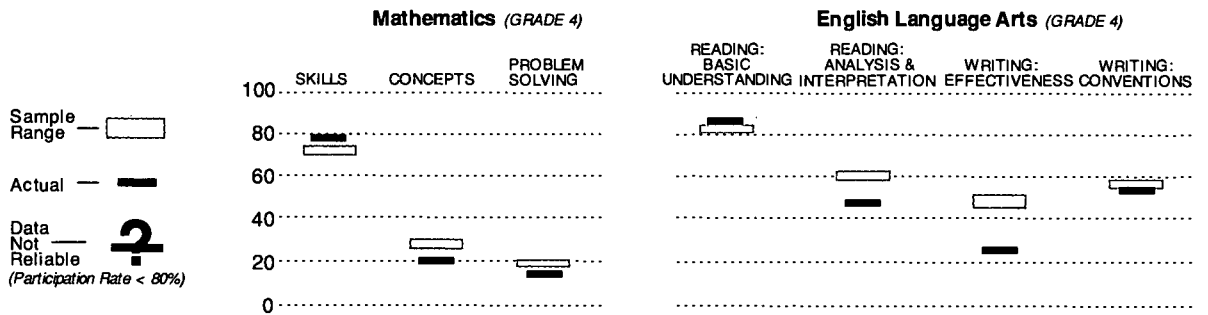 Mathematics (GRADE 4)
SKILLS
CONCEPTS
PROBLEM
SOLVING
100
80
60
40
20
0
English Language Arts (GRADE 4)
READING:
BASIC
UNDERSTANDING
READING:
ANALYSIS &
INTERPRETATION
WRITING:
EFFECTIVENESS
WRITING:
CONVENTIONS
Sample
Range
Actual
Data
Not
Reliable
?
(Participation Rate < 80%)